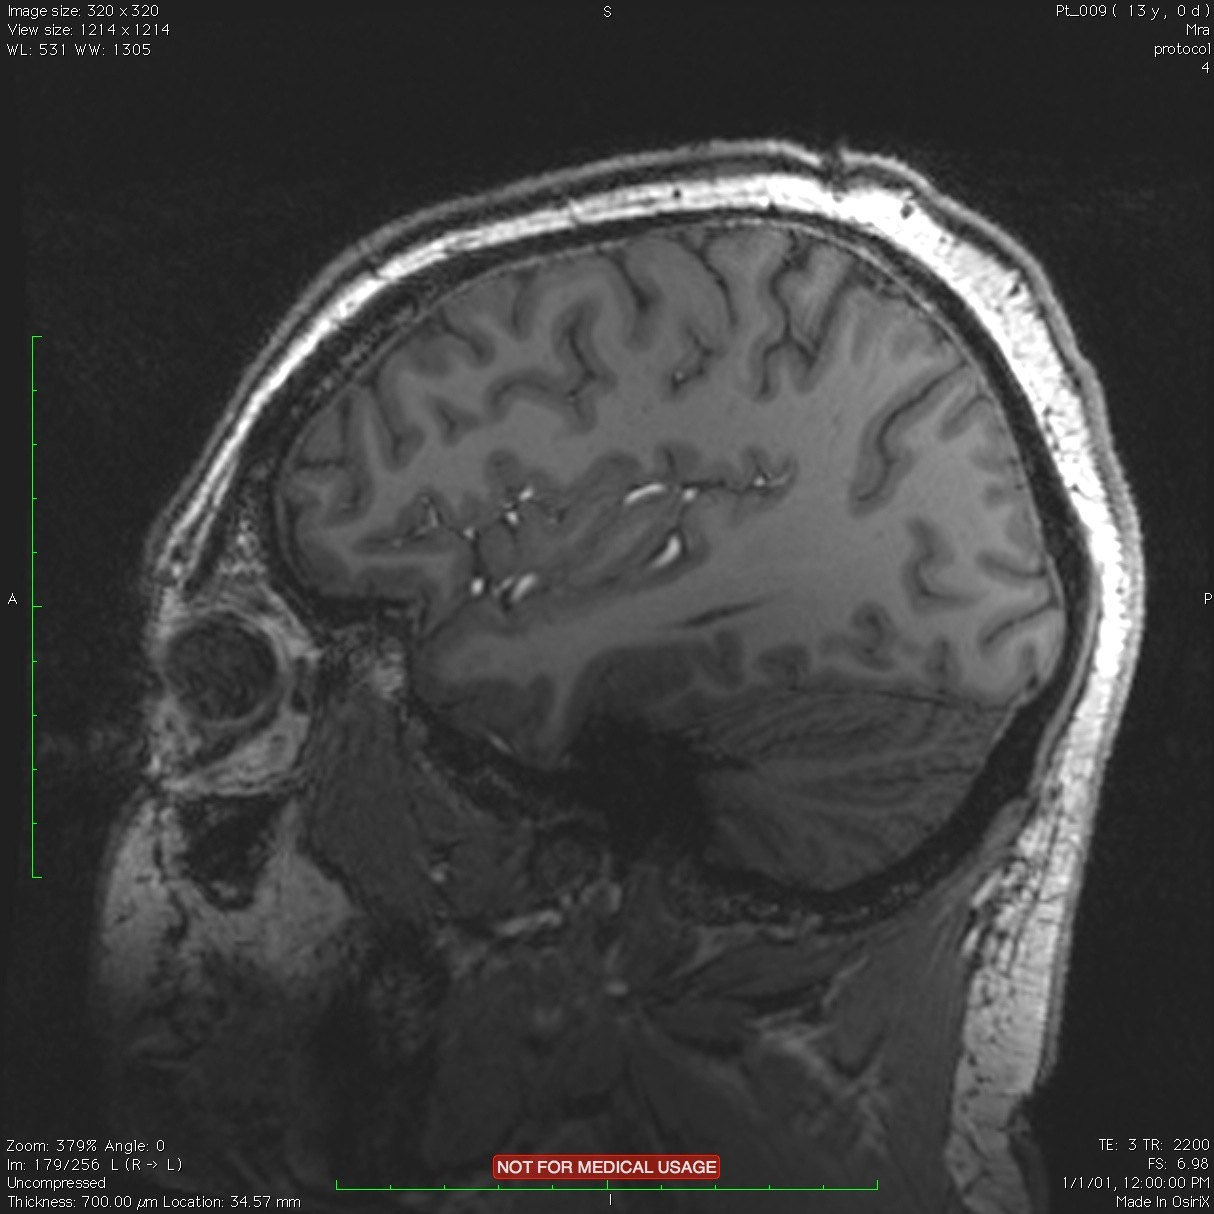 Image size: 320 x 320
View size: 1214 x 1214
WL: 531 WW: 1305
S
Pt_009 ( 13 y, 0 d )
Mra
protocol
4
A
P
Zoom: 379% Angle: 0
Im: 179/256 L (R -> L)
Uncompressed
Thickness: 700.00 µm Location: 34.57 mm
NOT FOR MEDICAL USAGE
I
TE: 3 TR: 2200
FS: 6.98
1/1/01, 12:00:00 PM
Made In OsiriX